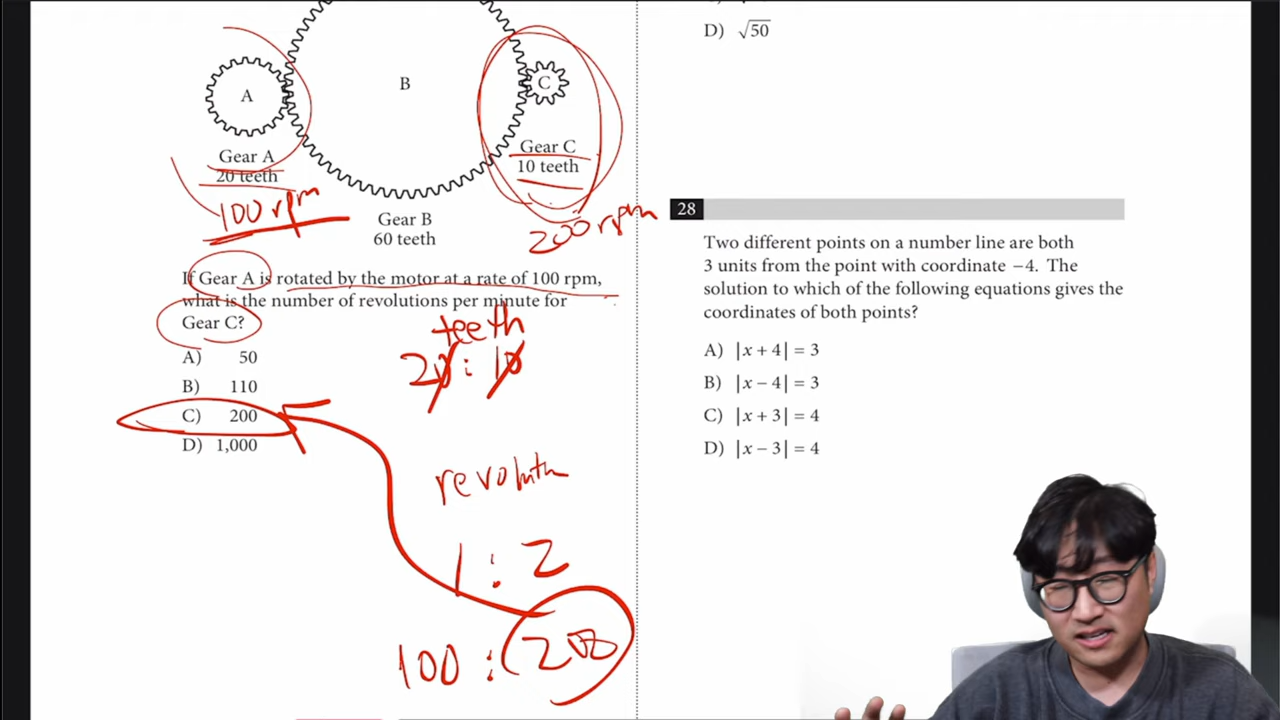 A
B
C
Gear A
20 teeth
100 rpm
Gear C
10 teeth
200 rpm
Gear B
60 teeth
If Gear A is rotated by the motor at a rate of 100 rpm,
what is the number of revolutions per minute for
Gear C?
A) 50
B) 110
C) 200
D) 1,000
teeth
20 : 10
1 : 2
100 : 200
D) √50
28
Two different points on a number line are both
3 units from the point with coordinate −4. The
solution to which of the following equations gives the
coordinates of both points?
A) |x + 4| = 3
B) |x − 4| = 3
C) |x + 3| = 4
D) |x − 3| = 4